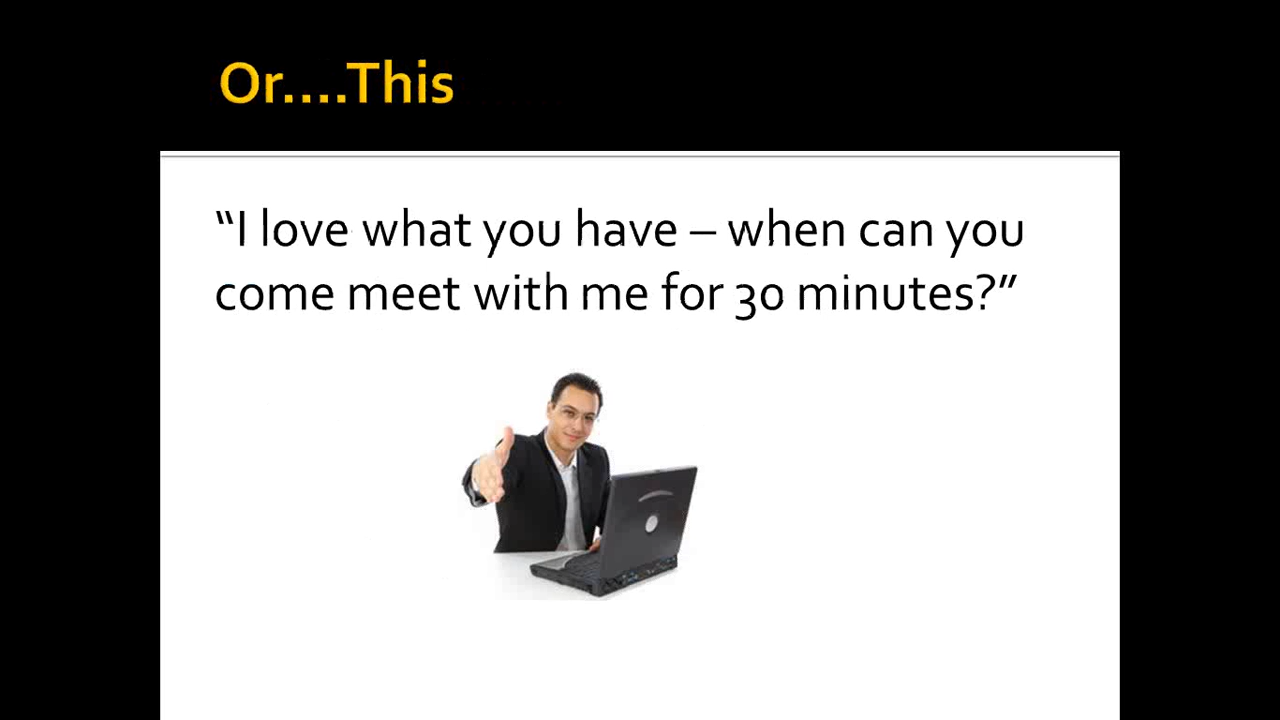 Or....This
“I love what you have – when can you
come meet with me for 30 minutes?”